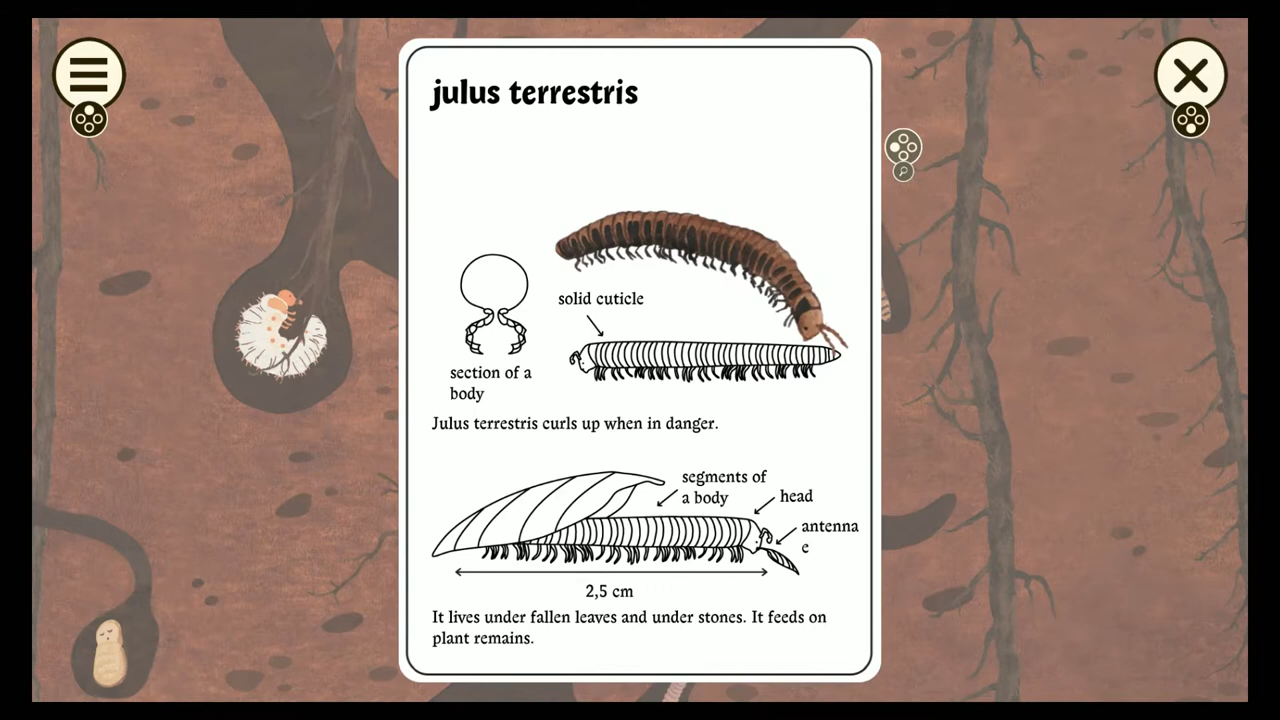 julus terrestris
solid cuticle
section of a
body
Julus terrestris curls up when in danger.
segments of
a body
head
antenna
e
2,5 cm
It lives under fallen leaves and under stones. It feeds on
plant remains.